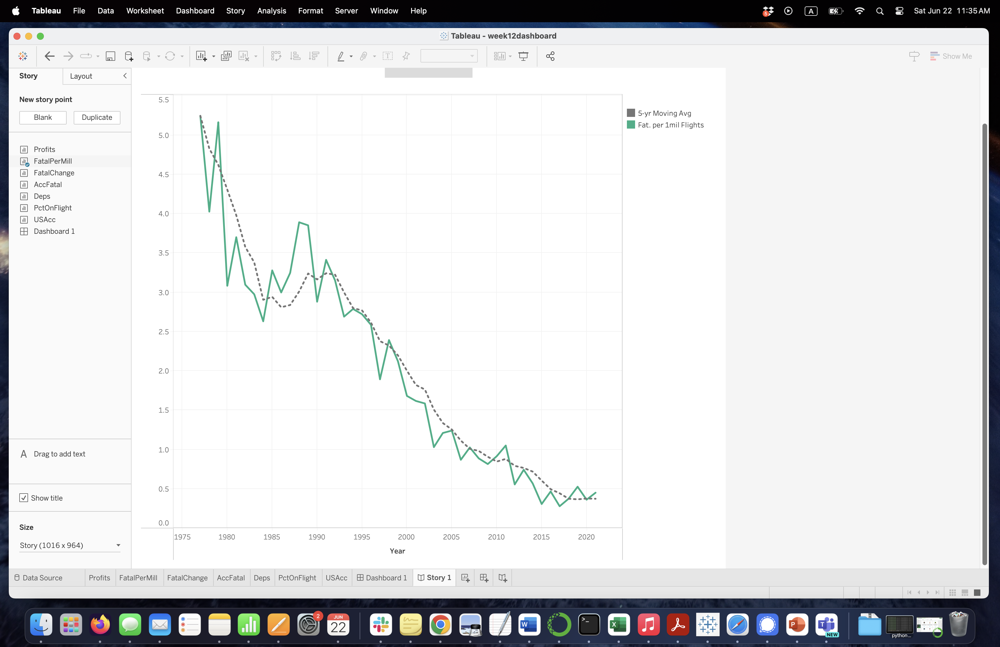 Tableau File Data Worksheet Dashboard Story Analysis Format Map Server Window Help 5 A Sat Jun 22 11:35 AM
Tableau - week12dashboard
T Show Me
Story Layout
New story point
Blank Duplicate
Profits
FatalPerMill
FatalChange
AccFatal
Deps
PctOnFlight
USAcc
Dashboard 1
A Drag to add text
Show title
Size
Story (1016 x 964)
5.5
5.0
4.5
4.0
3.5
3.0
2.5
2.0
1.5
1.0
0.5
0.0
1975 1980 1985 1990 1995 2000 2005 2010 2015 2020
Year
5-yr Moving Avg
Fat. per 1mil Flights
Data Source Profits FatalPerMill FatalChange AccFatal Deps PctOnFlight USAcc Dashboard 1 Story 1
2
JUN
22
W
>_
X
P
T
NEW
python...